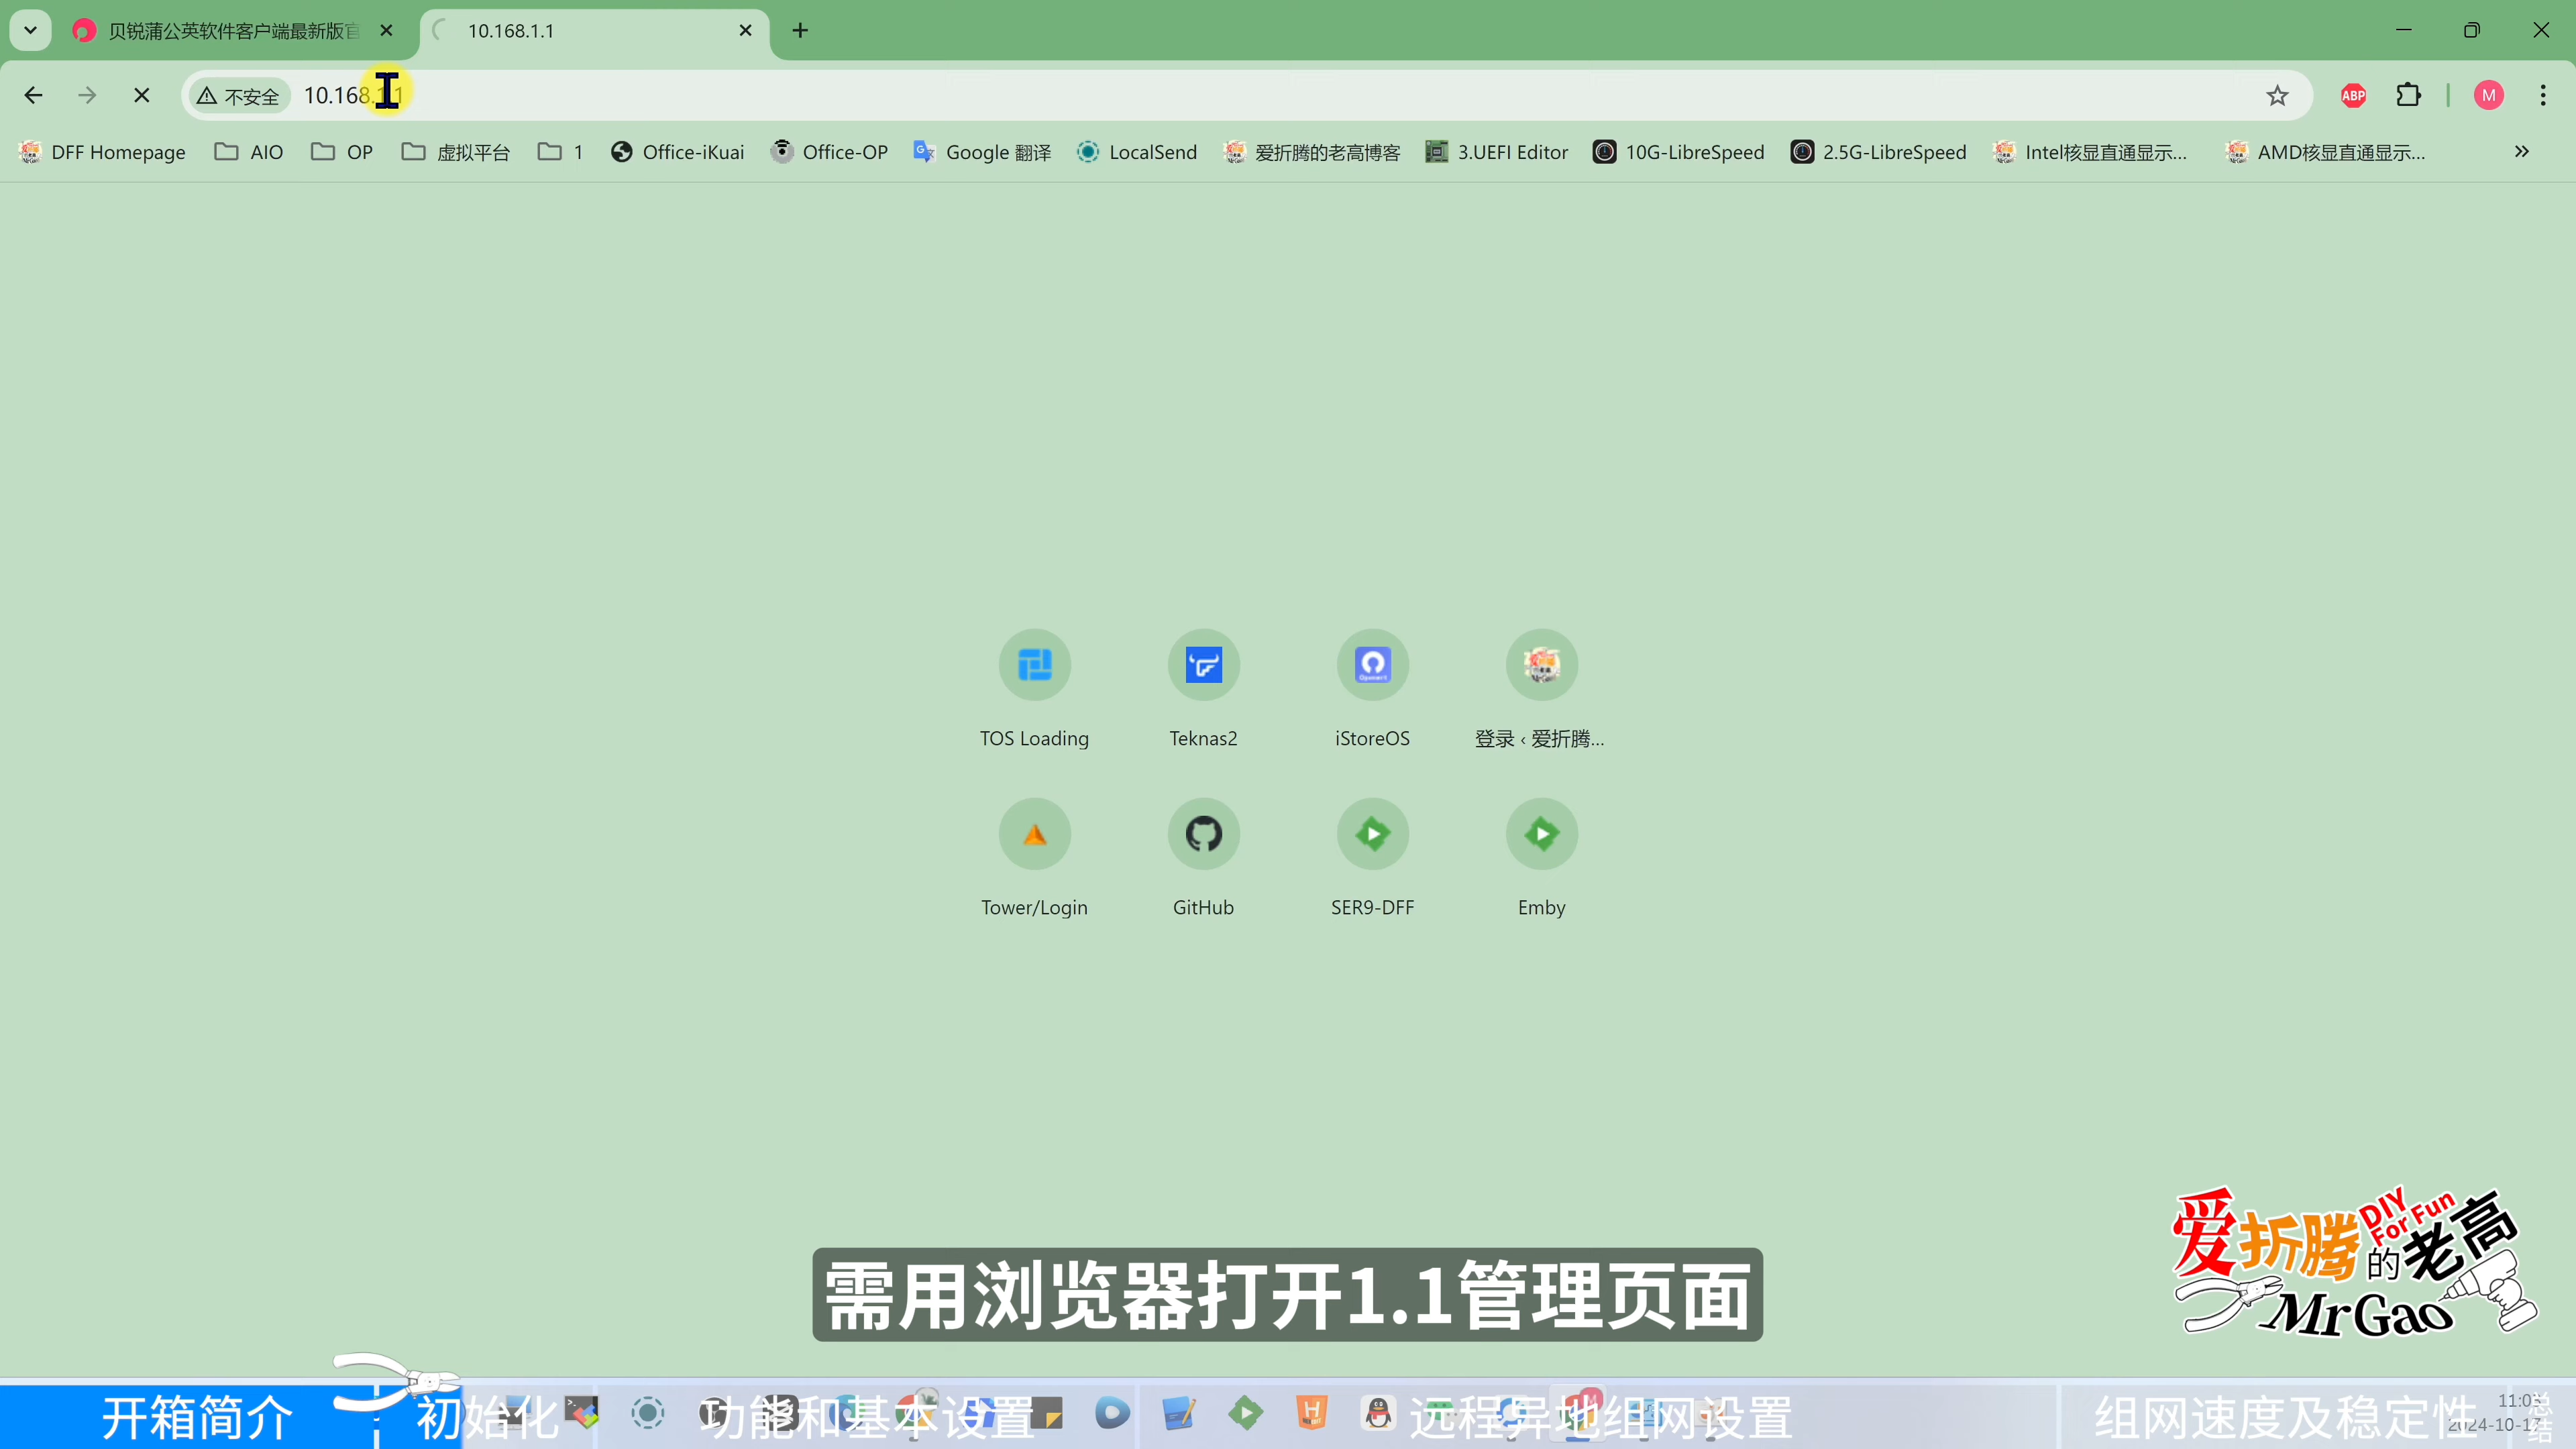 贝锐蒲公英软件客户端最新版官
10.168.1.1
不安全 10.168.1.1
ABP
M
DFF Homepage AIO OP 虚拟平台 1 Office-iKuai Office-OP Google 翻译 LocalSend 爱折腾的老高博客 3.UEFI Editor 10G-LibreSpeed 2.5G-LibreSpeed Intel核显直通显示... AMD核显直通显示... »
TOS Loading Teknas2 iStoreOS 登录 ‹ 爱折腾...
Tower/Login GitHub SER9-DFF Emby
爱折腾的老高
DIY For Fun
MrGao
需用浏览器打开1.1管理页面
开箱简介 初始化 功能和基本设置 远程异地组网设置 组网速度及稳定性 总结